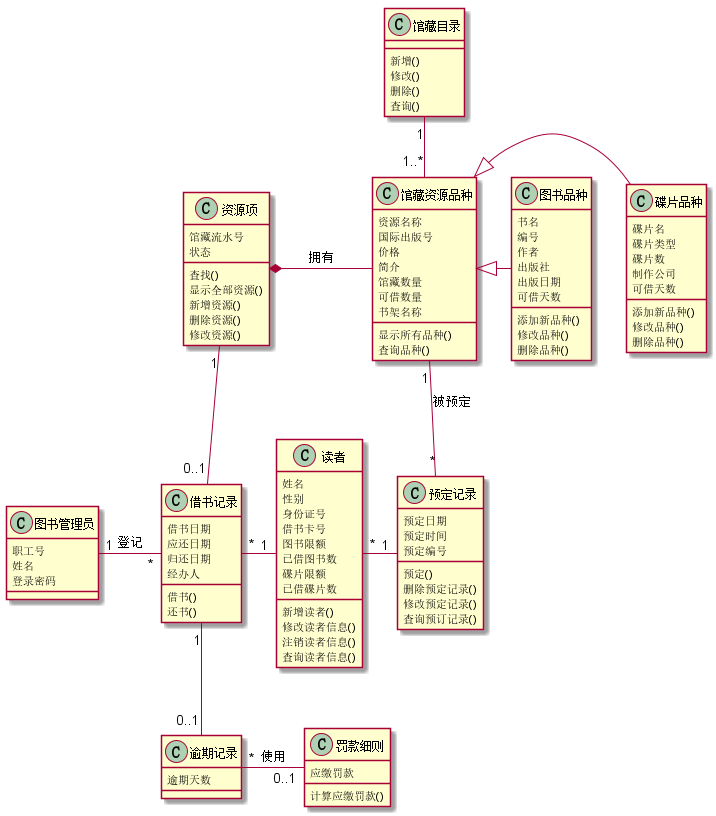 C 馆藏目录
新增()
修改()
删除()
查询()
1
1..*
C 馆藏资源品种
资源名称
国际出版号
价格
简介
馆藏数量
可借数量
书架名称
显示所有品种()
查询品种()
C 图书品种
书名
编号
作者
出版社
出版日期
可借天数
添加新品种()
修改品种()
删除品种()
C 碟片品种
碟片名
碟片类型
碟片数
制作公司
可借天数
添加新品种()
修改品种()
删除品种()
C 资源项
馆藏流水号
状态
查找()
显示全部资源()
新增资源()
删除资源()
修改资源()
拥有
1
0..1
1
被预定
*
C 读者
姓名
性别
身份证号
借书卡号
图书限额
已借图书数
碟片限额
已借碟片数
新增读者()
修改读者信息()
注销读者信息()
查询读者信息()
C 预定记录
预定日期
预定时间
预定编号
预定()
删除预定记录()
修改预定记录()
查询预订记录()
* 1
C 借书记录
借书日期
应还日期
归还日期
经办人
借书()
还书()
* 1
C 图书管理员
职工号
姓名
登录密码
1 登记
*
1
0..1
C 逾期记录
逾期天数
* 使用
0..1
C 罚款细则
应缴罚款
计算应缴罚款()